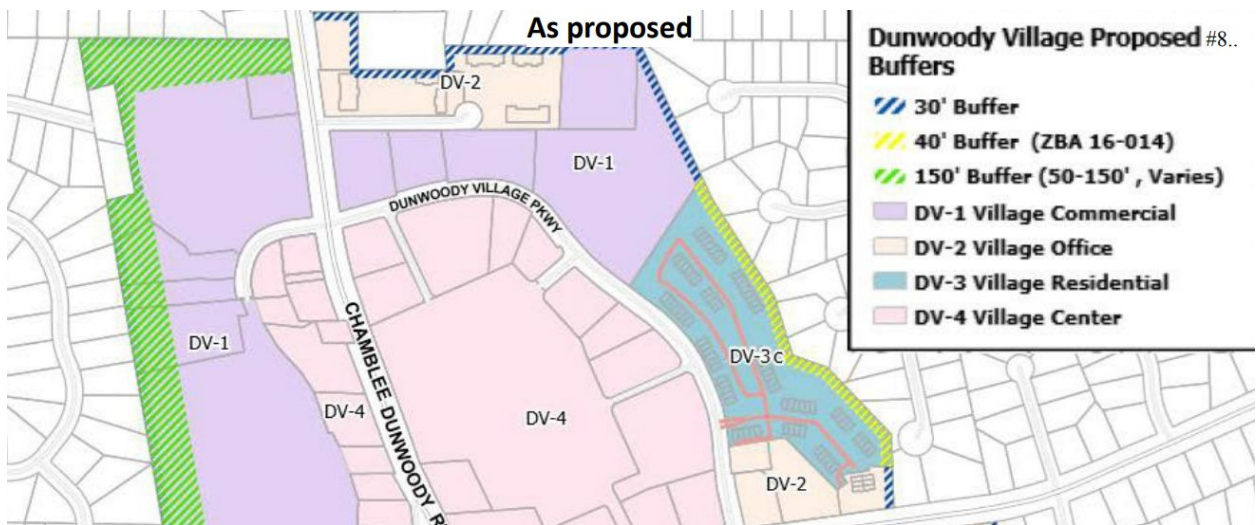 As proposed
Dunwoody Village Proposed #8..
Buffers
30' Buffer
40' Buffer (ZBA 16-014)
150' Buffer (50-150' , Varies)
DV-1 Village Commercial
DV-2 Village Office
DV-3 Village Residential
DV-4 Village Center
DV-2
DV-1
DUNWOODY VILLAGE PKWY
CHAMBLEE DUNWOODY R
DV-1
DV-3 c
DV-4
DV-4
DV-2